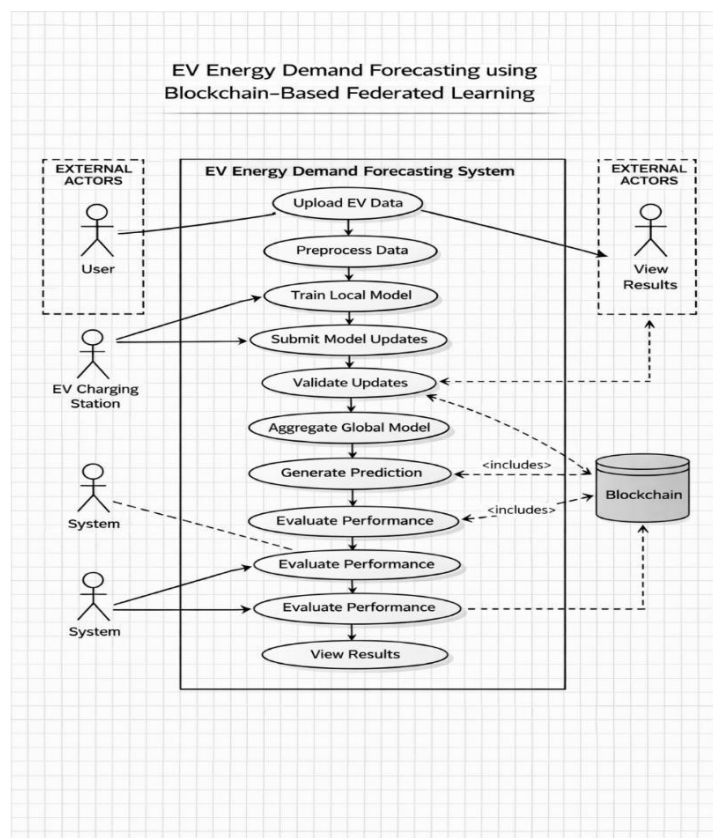 EV Energy Demand Forecasting using
Blockchain-Based Federated Learning
EXTERNAL
ACTORS
User
EV Charging
Station
System
System
EV Energy Demand Forecasting System
Upload EV Data
Preprocess Data
Train Local Model
Submit Model Updates
Validate Updates
Aggregate Global Model
Generate Prediction
Evaluate Performance
Evaluate Performance
Evaluate Performance
View Results
<includes>
<includes>
EXTERNAL
ACTORS
View
Results
Blockchain